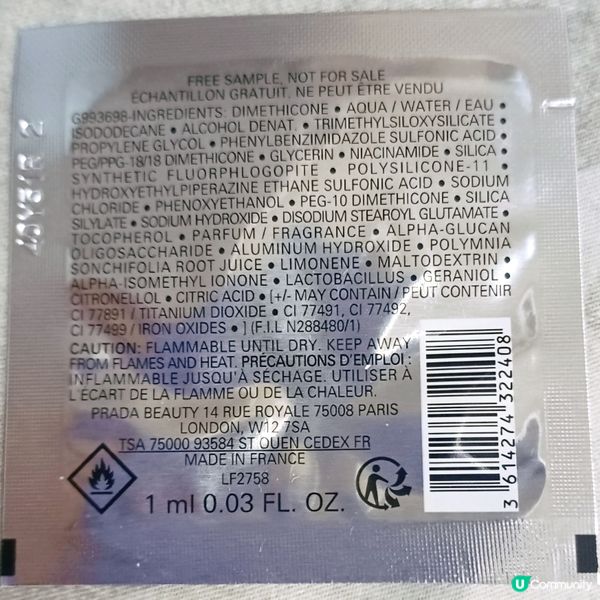 FREE SAMPLE, NOT FOR SALE
ÉCHANTILLON GRATUIT. NE PEUT ÊTRE VENDU
G993698-INGREDIENTS: DIMETHICONE • AQUA / WATER / EAU •
ISODODECANE • ALCOHOL DENAT. • TRIMETHYLSILOXYSILICATE
PROPYLENE GLYCOL • PHENYLBENZIMIDAZOLE SULFONIC ACID •
PEG/PPG-18/18 DIMETHICONE • GLYCERIN • NIACINAMIDE • SILICA •
SYNTHETIC FLUORPHLOGOPITE • POLYSILICONE-11 •
HYDROXYETHYLPIPERAZINE ETHANE SULFONIC ACID • SODIUM
CHLORIDE • PHENOXYETHANOL • PEG-10 DIMETHICONE • SILICA
SILYLATE • SODIUM HYDROXIDE • DISODIUM STEAROYL GLUTAMATE •
TOCOPHEROL • PARFUM / FRAGRANCE • ALPHA-GLUCAN
OLIGOSACCHARIDE • ALUMINUM HYDROXIDE • POLYMNIA
SONCHIFOLIA ROOT JUICE • LIMONENE • MALTODEXTRIN •
ALPHA-ISOMETHYL IONONE • LACTOBACILLUS • GERANIOL •
CITRONELLOL • CITRIC ACID • [+/- MAY CONTAIN / PEUT CONTENIR
CI 77891 / TITANIUM DIOXIDE • CI 77491, CI 77492,
CI 77499 / IRON OXIDES • ] (F.I.L N288480/1)
CAUTION: FLAMMABLE UNTIL DRY. KEEP AWAY
FROM FLAMES AND HEAT. PRÉCAUTIONS D'EMPLOI :
INFLAMMABLE JUSQU'À SÉCHAGE. UTILISER À
L'ÉCART DE LA FLAMME OU DE LA CHALEUR.
PRADA BEAUTY 14 RUE ROYALE 75008 PARIS
LONDON, W12 7SA
TSA 75000 93584 ST OUEN CEDEX FR
MADE IN FRANCE
LF2758
1 ml 0.03 FL. OZ.
3 614274 322408
U Community